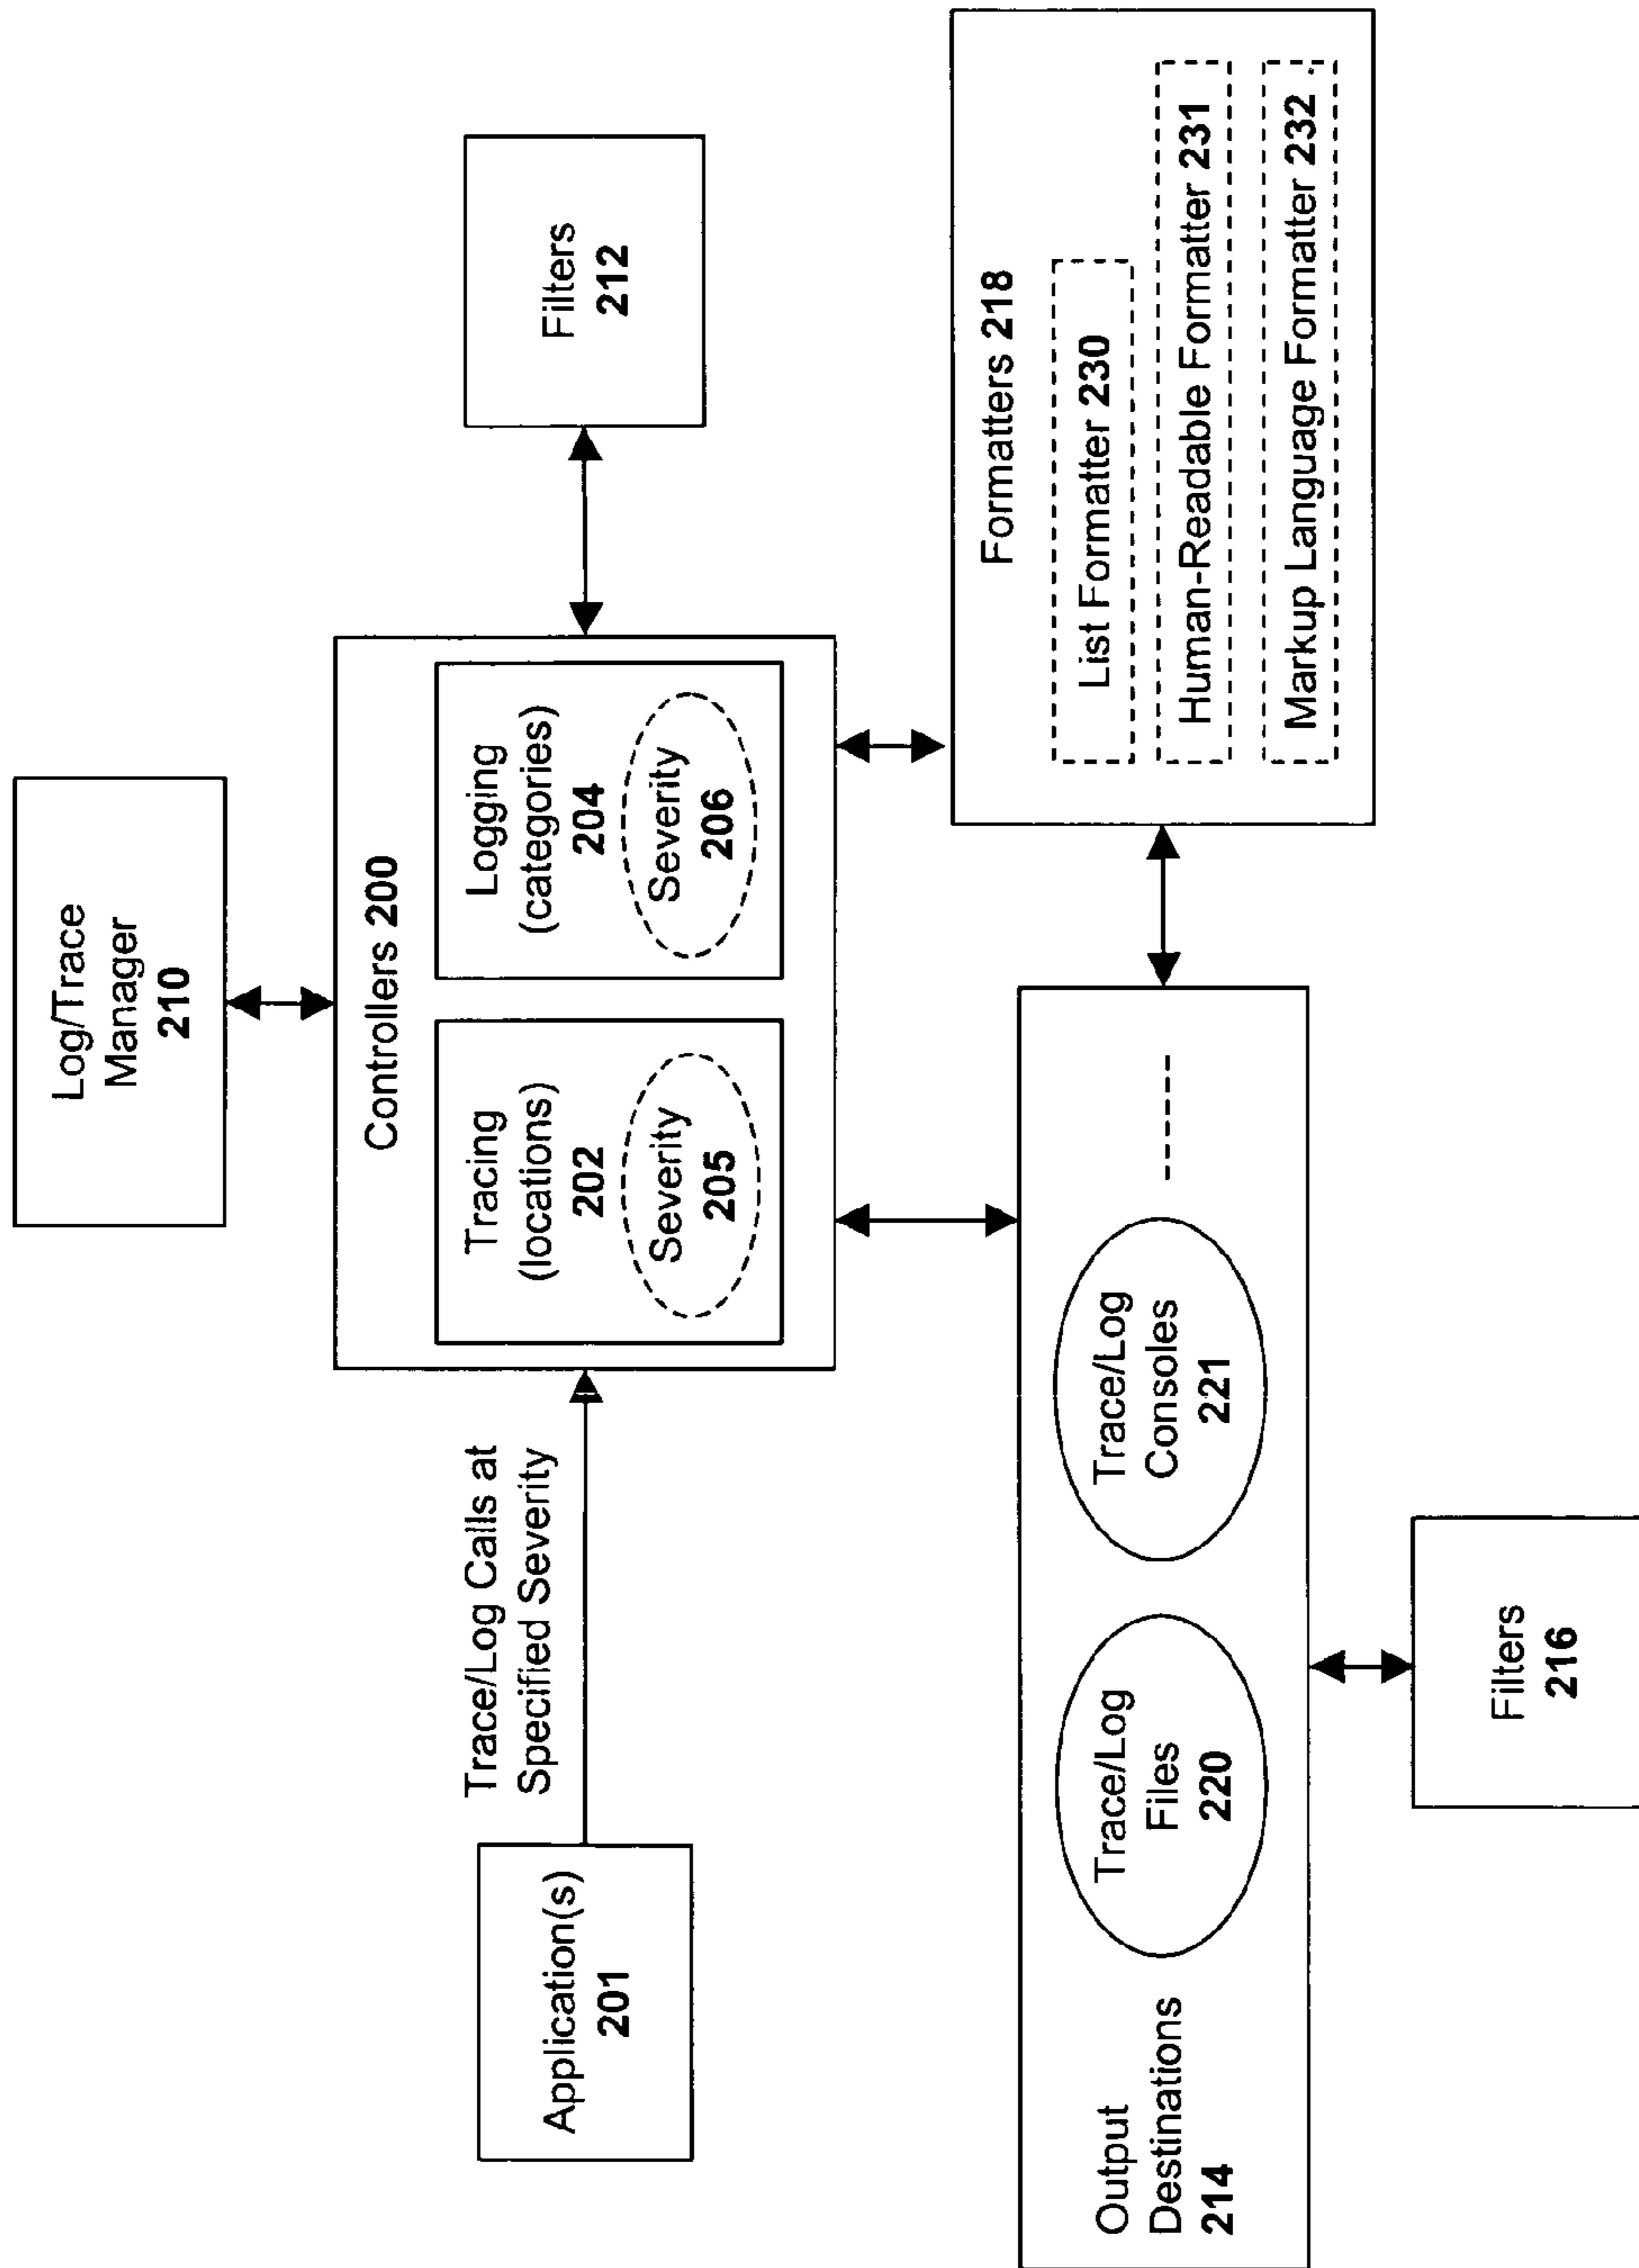 Log/Trace
Manager
210
Controllers 200
Tracing
(locations)
202
Severity
205
Logging
(categories)
204
Severity
206
Filters
212
Trace/Log Calls at
Specified Severity
Application(s)
201
Output
Destinations
214
Trace/Log
Files
220
Trace/Log
Consoles
221
Filters
216
Formatters 218
List Formatter 230
Human-Readable Formatter 231
Markup Language Formatter 232